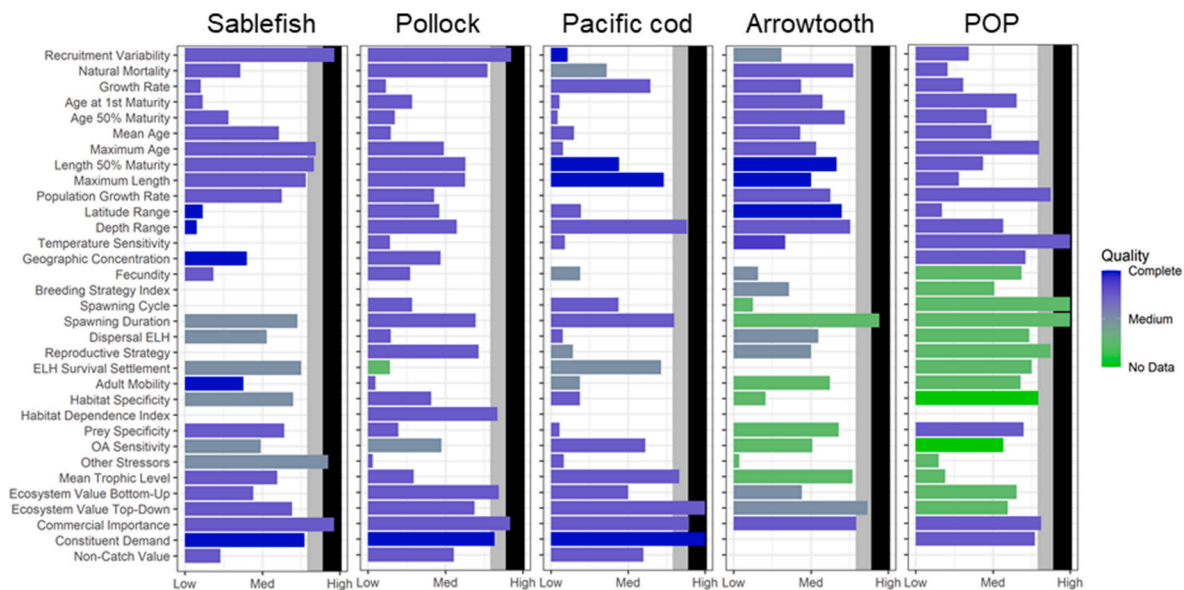 Sablefish Pollock Pacific cod Arrowtooth POP
Recruitment Variability
Natural Mortality
Growth Rate
Age at 1st Maturity
Age 50% Maturity
Mean Age
Maximum Age
Length 50% Maturity
Maximum Length
Population Growth Rate
Latitude Range
Depth Range
Temperature Sensitivity
Geographic Concentration
Fecundity
Breeding Strategy Index
Spawning Cycle
Spawning Duration
Dispersal ELH
Reproductive Strategy
ELH Survival Settlement
Adult Mobility
Habitat Specificity
Habitat Dependence Index
Prey Specificity
OA Sensitivity
Other Stressors
Mean Trophic Level
Ecosystem Value Bottom-Up
Ecosystem Value Top-Down
Commercial Importance
Constituent Demand
Non-Catch Value
Low Med High Low Med High Low Med High Low Med High Low Med High
Quality
Complete
Medium
No Data